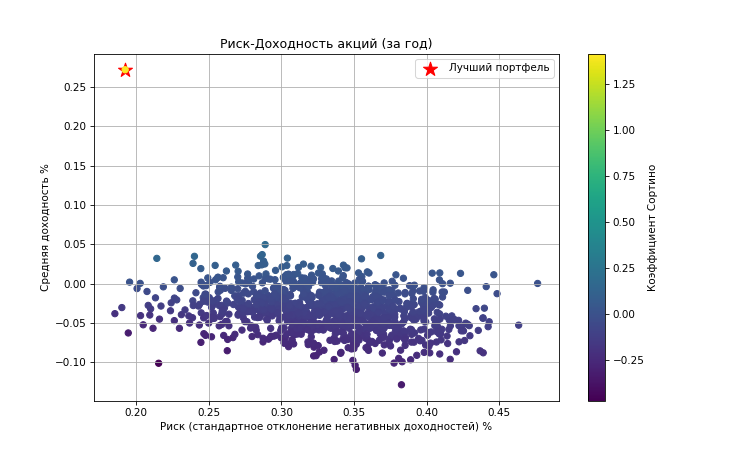 Риск-Доходность акций (за год)
Лучший портфель
Средняя доходность %
0.25
0.20
0.15
0.10
0.05
0.00
−0.05
−0.10
0.20 0.25 0.30 0.35 0.40 0.45
Риск (стандартное отклонение негативных доходностей) %
1.25
1.00
0.75
0.50
0.25
0.00
−0.25
Коэффициент Сортино